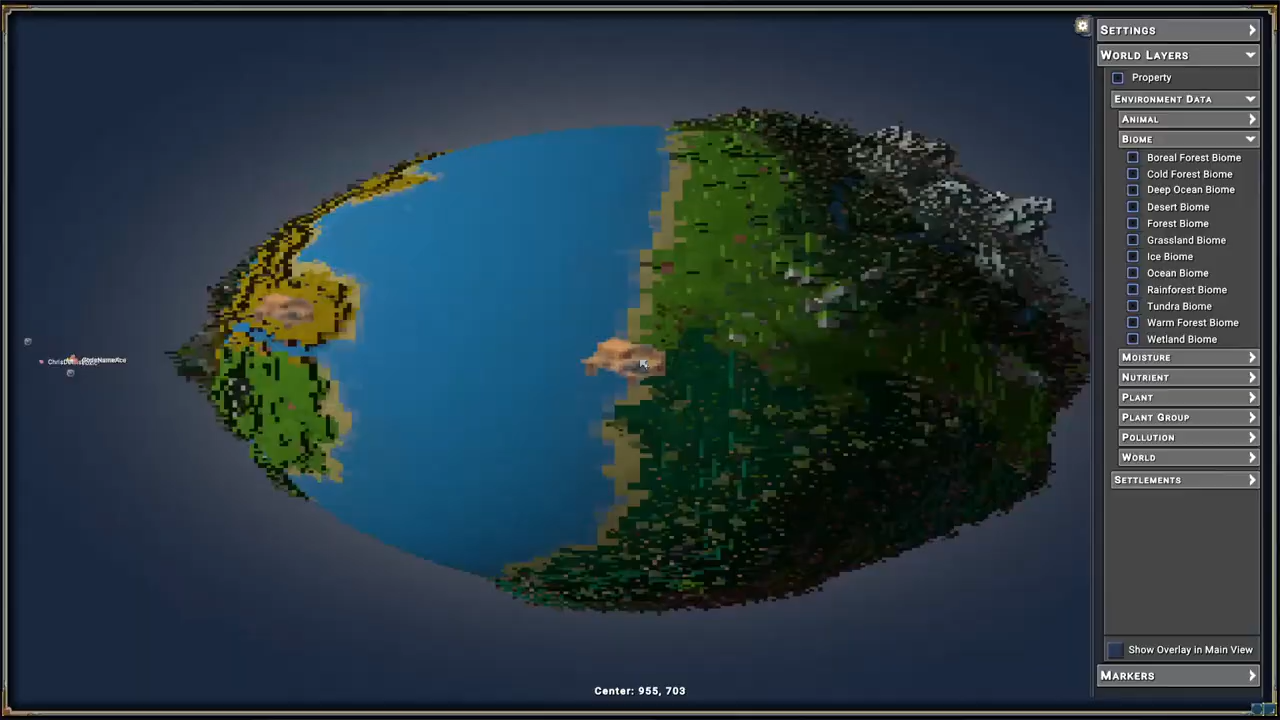 SETTINGS
WORLD LAYERS
Property
ENVIRONMENT DATA
ANIMAL
BIOME
Boreal Forest Biome
Cold Forest Biome
Deep Ocean Biome
Desert Biome
Forest Biome
Grassland Biome
Ice Biome
Ocean Biome
Rainforest Biome
Tundra Biome
Warm Forest Biome
Wetland Biome
MOISTURE
NUTRIENT
PLANT
PLANT GROUP
POLLUTION
WORLD
SETTLEMENTS
Show Overlay in Main View
MARKERS
Center: 955, 703